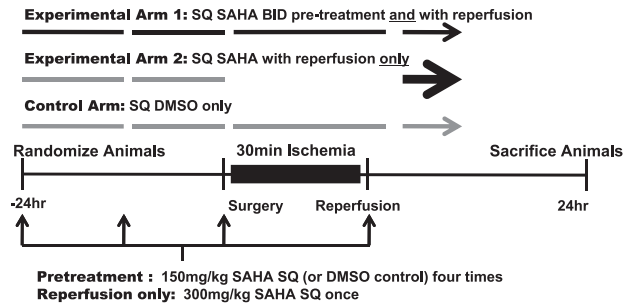 Experimental Arm 1: SQ SAHA BID pre-treatment and with reperfusion
Experimental Arm 2: SQ SAHA with reperfusion only
Control Arm: SQ DMSO only
Randomize Animals 30min Ischemia Sacrifice Animals
-24hr Surgery Reperfusion 24hr
Pretreatment : 150mg/kg SAHA SQ (or DMSO control) four times
Reperfusion only: 300mg/kg SAHA SQ once